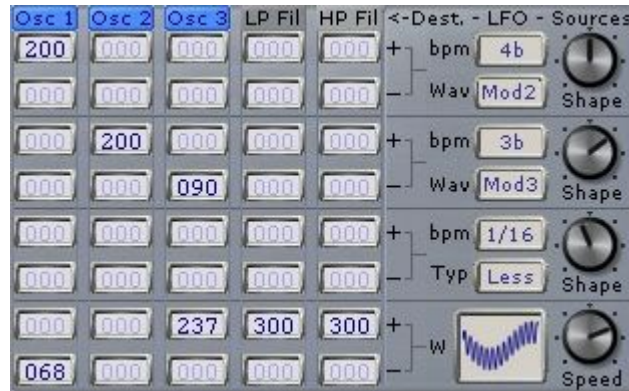 Osc 1 Osc 2 Osc 3 LP Fil HP Fil <-Dest. - LFO - Sources
200 000 000 000 000 + bpm 4b
000 000 000 000 000 - Wav Mod2 Shape
000 200 000 000 000 + bpm 3b
000 000 090 000 000 - Wav Mod3 Shape
000 000 000 000 000 + bpm 1/16
000 000 000 000 000 - Typ Less Shape
000 000 237 300 300 + W
068 000 000 000 000 - Speed